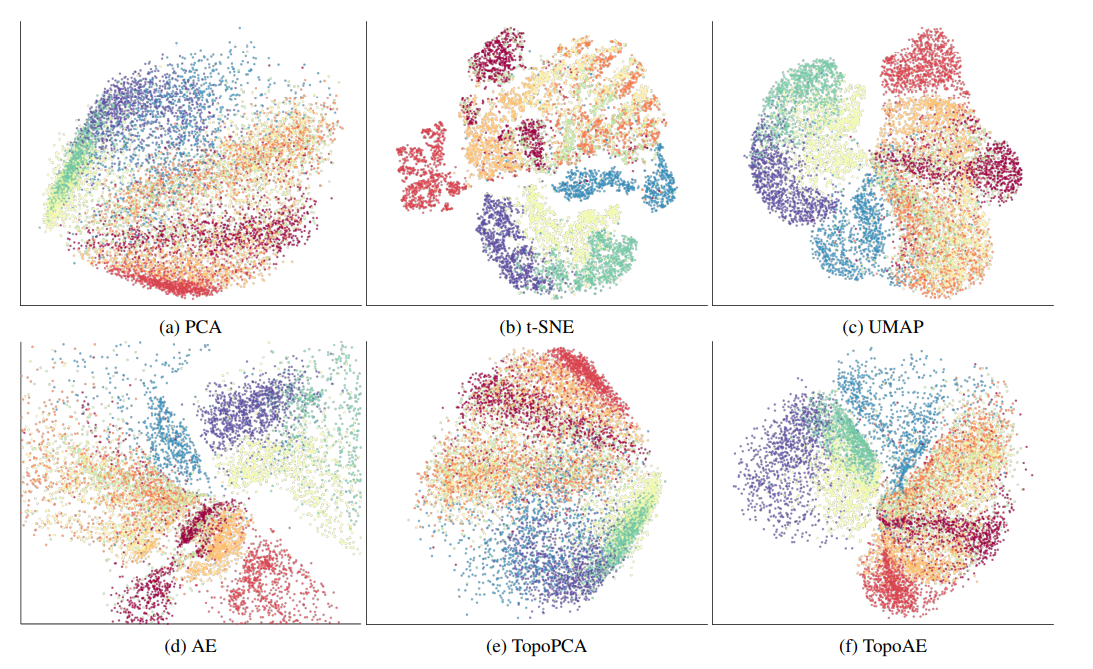 (a) PCA
(b) t-SNE
(c) UMAP
(d) AE
(e) TopoPCA
(f) TopoAE